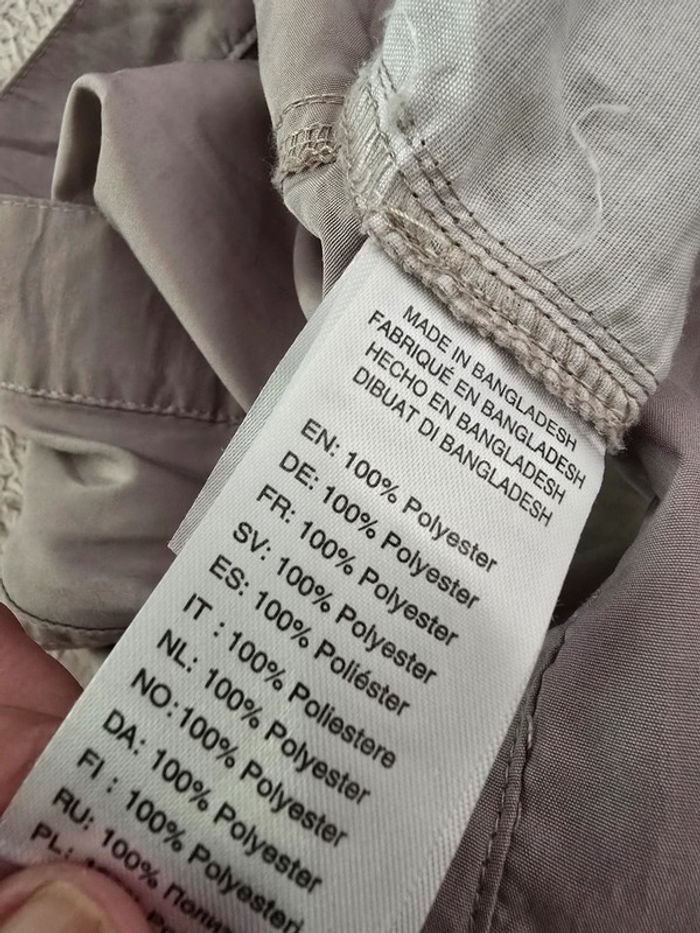 MADE IN BANGLADESH
FABRIQUÉ EN BANGLADESH
HECHO EN BANGLADESH
DIBUAT DI BANGLADESH
EN: 100% Polyester
DE: 100% Polyester
FR: 100% Polyester
SV: 100% Polyester
ES: 100% Poliéster
IT : 100% Poliestere
NL: 100% Polyester
NO:100% Polyester
DA: 100% Polyester
FI : 100% Polyesteri
RU: 100%
PL: